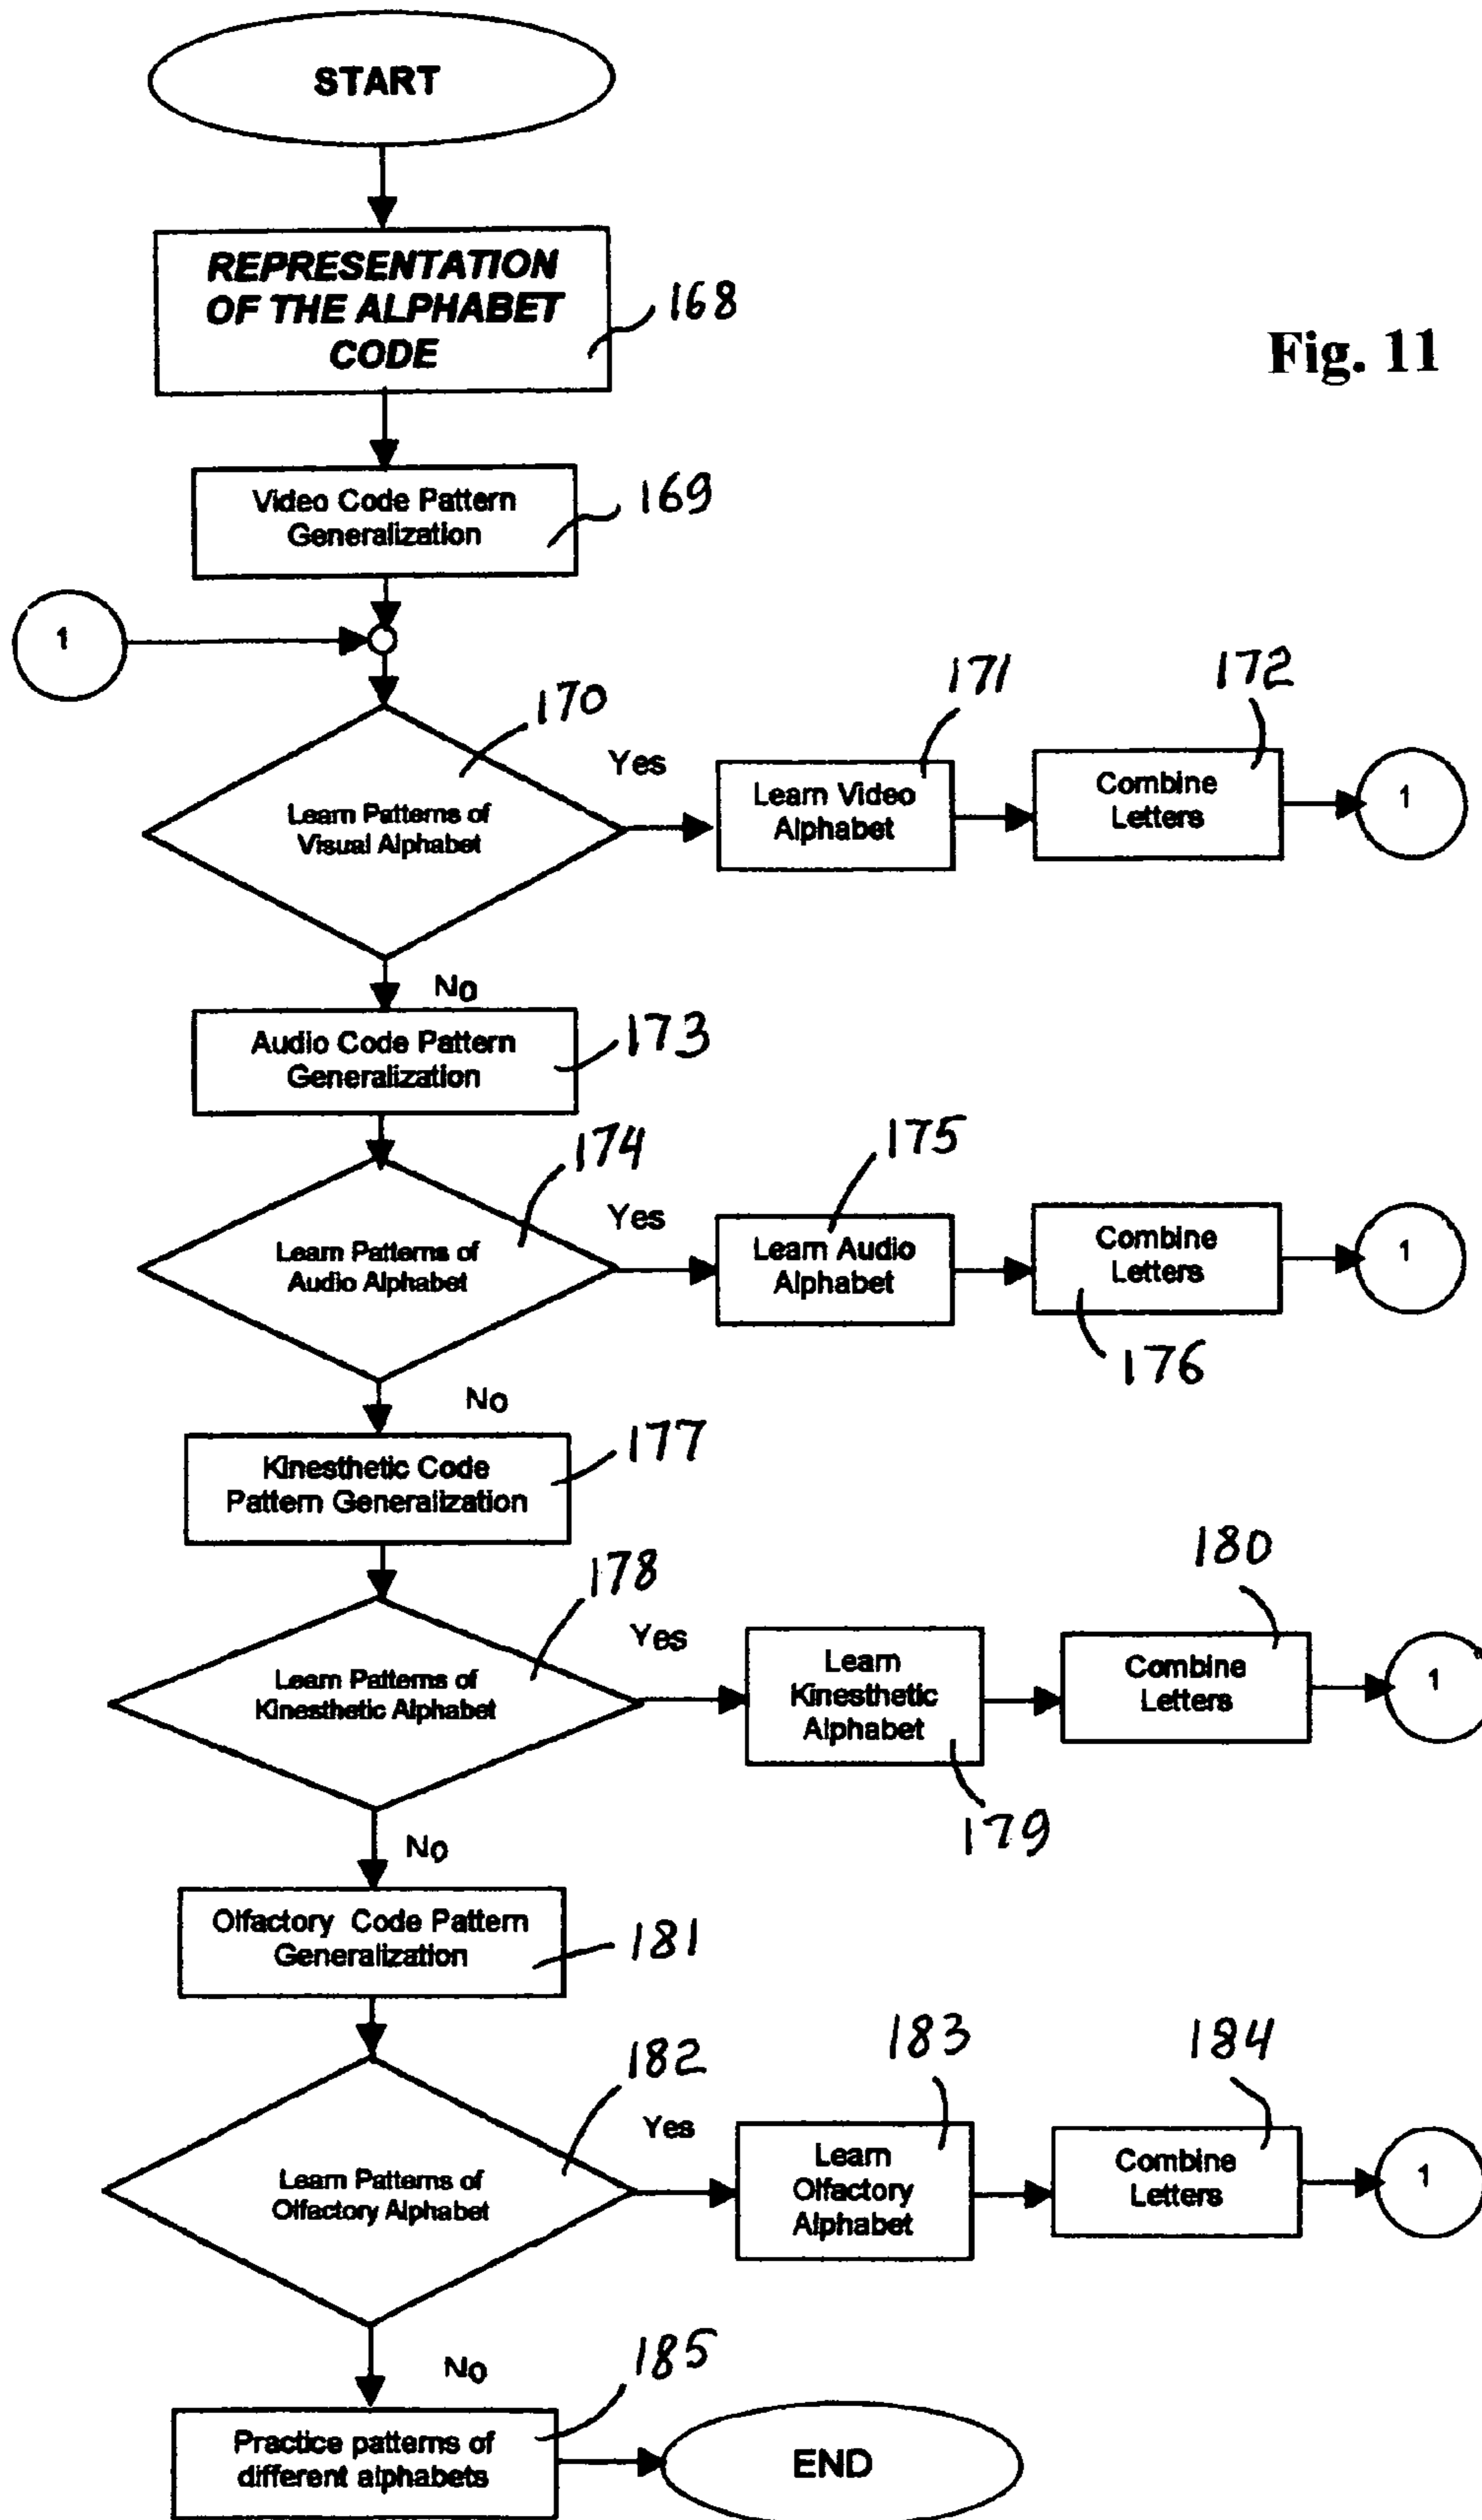 START
REPRESENTATION
OF THE ALPHABET
CODE
168
Fig. 11
Video Code Pattern
Generalization
169
1
170
Learn Patterns of
Visual Alphabet
Yes
171
Learn Video
Alphabet
172
Combine
Letters
1
No
Audio Code Pattern
Generalization
173
174
Learn Patterns of
Audio Alphabet
Yes
175
Learn Audio
Alphabet
Combine
Letters
176
1
No
Kinesthetic Code
Pattern Generalization
177
178
Learn Patterns of
Kinesthetic Alphabet
Yes
Learn
Kinesthetic
Alphabet
179
180
Combine
Letters
1
No
Olfactory Code Pattern
Generalization
181
182
Learn Patterns of
Olfactory Alphabet
Yes
183
Learn
Olfactory
Alphabet
184
Combine
Letters
1
No
185
Practice patterns of
different alphabets
END